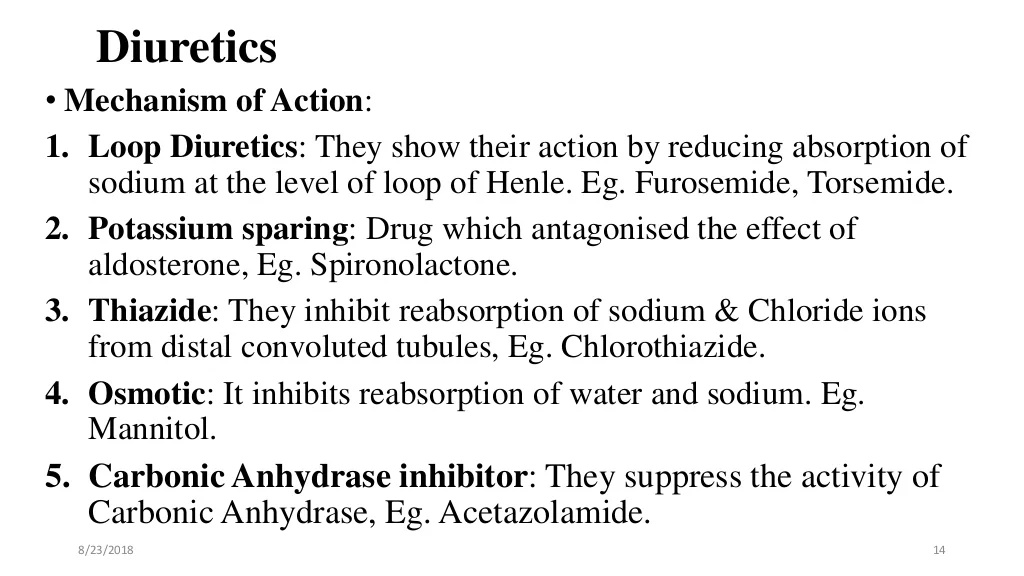 Diuretics
• Mechanism of Action:
1. Loop Diuretics: They show their action by reducing absorption of
sodium at the level of loop of Henle. Eg. Furosemide, Torsemide.
2. Potassium sparing: Drug which antagonised the effect of
aldosterone, Eg. Spironolactone.
3. Thiazide: They inhibit reabsorption of sodium & Chloride ions
from distal convoluted tubules, Eg. Chlorothiazide.
4. Osmotic: It inhibits reabsorption of water and sodium. Eg.
Mannitol.
5. Carbonic Anhydrase inhibitor: They suppress the activity of
Carbonic Anhydrase, Eg. Acetazolamide.
8/23/2018 14